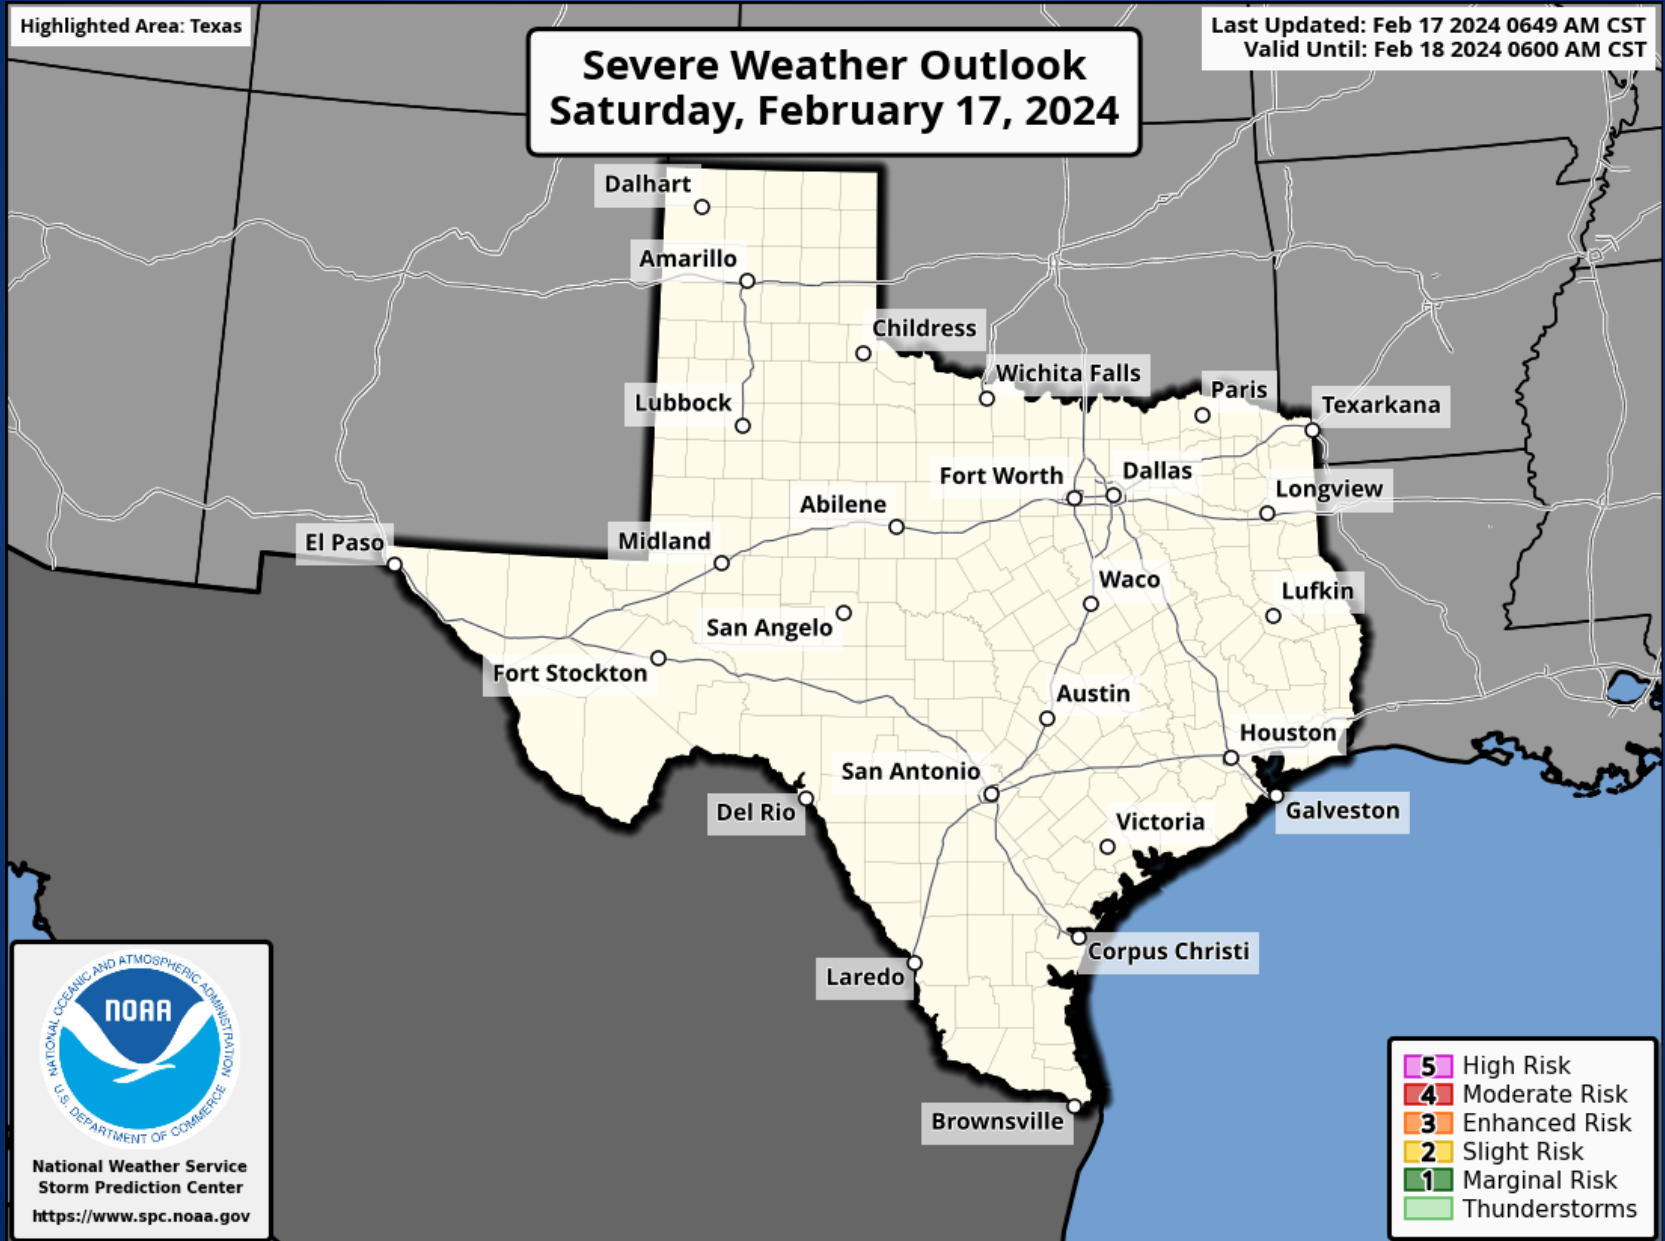 Highlighted Area: Texas
Last Updated: Feb 17 2024 0649 AM CST
Valid Until: Feb 18 2024 0600 AM CST
Severe Weather Outlook
Saturday, February 17, 2024
Dalhart
Amarillo
Childress
Wichita Falls
Paris
Lubbock
Texarkana
Fort Worth
Dallas
Longview
Abilene
El Paso
Midland
Waco
Lufkin
San Angelo
Fort Stockton
Austin
Houston
San Antonio
Del Rio
Galveston
Victoria
Corpus Christi
Laredo
Brownsville
NATIONAL OCEANIC AND ATMOSPHERIC ADMINISTRATION
NOAA
U.S. DEPARTMENT OF COMMERCE
National Weather Service
Storm Prediction Center
https://www.spc.noaa.gov
5 High Risk
4 Moderate Risk
3 Enhanced Risk
2 Slight Risk
1 Marginal Risk
Thunderstorms